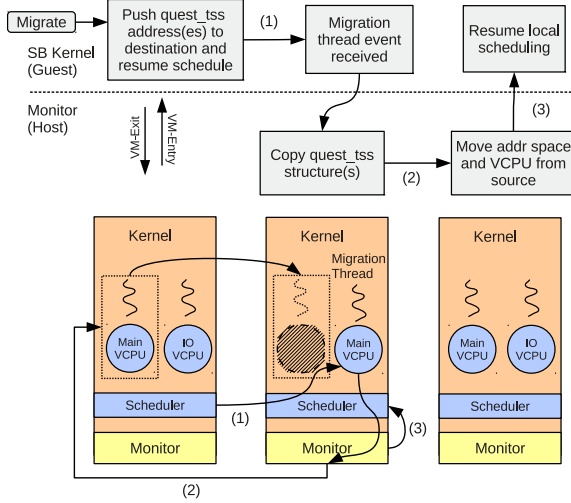 Migrate
Push quest_tss
address(es) to
destination and
resume schedule
(1)
Migration
thread event
received
Resume local
scheduling
SB Kernel
(Guest)
Monitor
(Host)
VM-Exit
VM-Entry
(3)
Copy quest_tss
structure(s)
(2)
Move addr space
and VCPU from
source
Kernel
Main
VCPU
IO
VCPU
Scheduler
Monitor
Kernel
Migration
Thread
Main
VCPU
Scheduler
Monitor
Kernel
Main
VCPU
IO
VCPU
Scheduler
Monitor
(1)
(3)
(2)